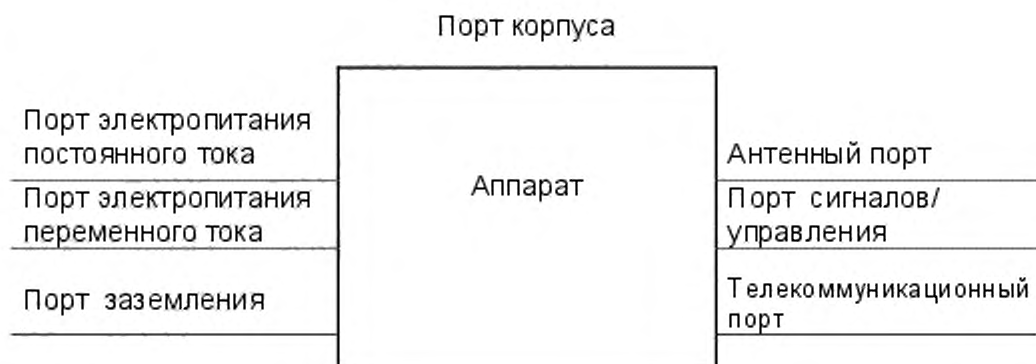 Порт корпуса
Порт электропитания
постоянного тока
Порт электропитания
переменного тока
Порт заземления
Аппарат
Антенный порт
Порт сигналов/
управления
Телекоммуникационный
порт